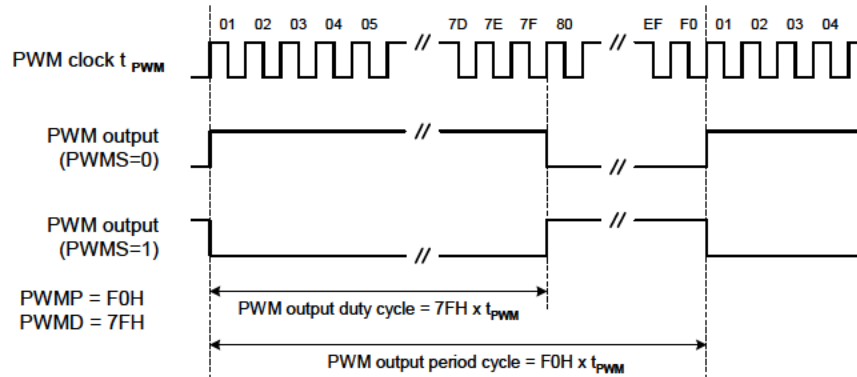 01 02 03 04 05 // 7D 7E 7F 80 // EF F0 01 02 03 04
PWM clock t PWM
PWM output // //
(PWMS=0)
PWM output // //
(PWMS=1)
PWMP = F0H
PWMD = 7FH
PWM output duty cycle = 7FH x tPWM
PWM output period cycle = F0H x tPWM